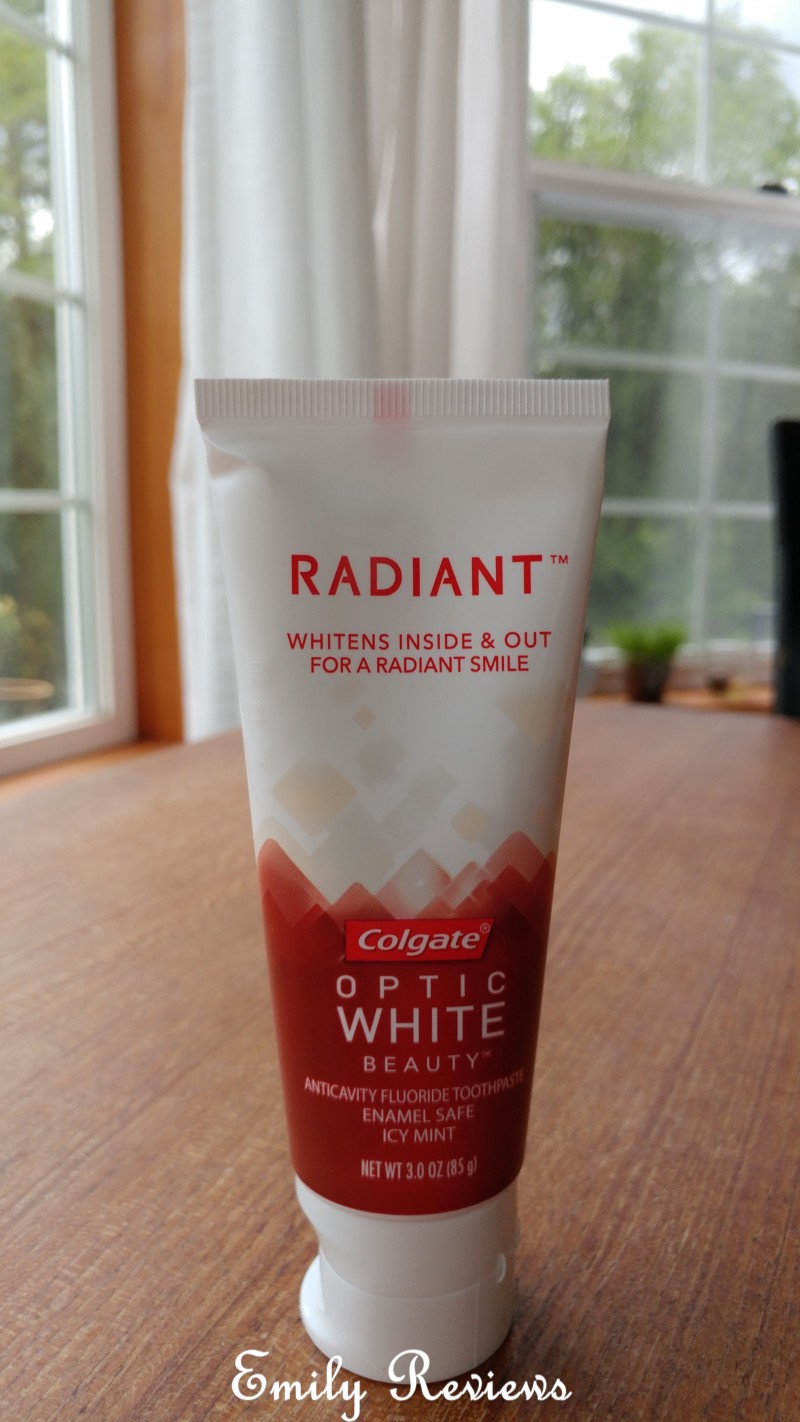 RADIANT™
WHITENS INSIDE & OUT
FOR A RADIANT SMILE
Colgate®
OPTIC
WHITE
BEAUTY™
ANTICAVITY FLUORIDE TOOTHPASTE
ENAMEL SAFE
ICY MINT
NET WT 3.0 OZ (85 g)
Emily Reviews